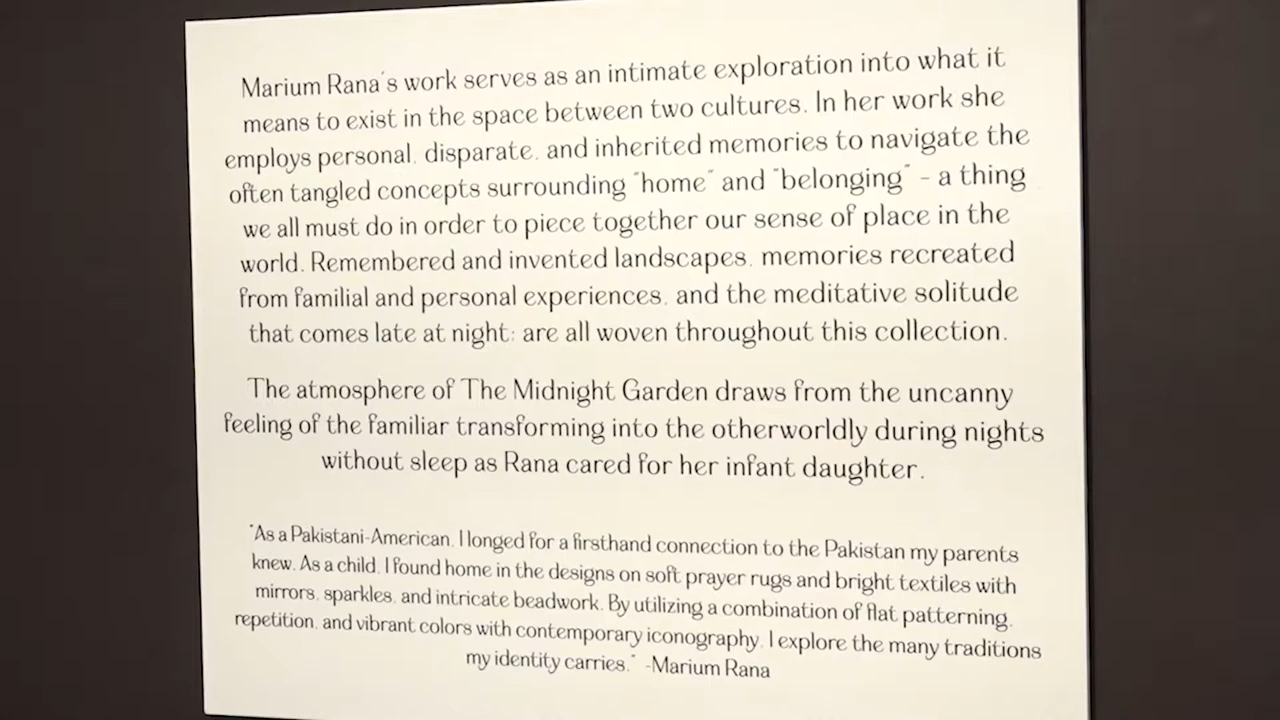 Marium Rana's work serves as an intimate exploration into what it
means to exist in the space between two cultures. In her work she
employs personal, disparate, and inherited memories to navigate the
often tangled concepts surrounding "home" and "belonging" - a thing
we all must do in order to piece together our sense of place in the
world. Remembered and invented landscapes, memories recreated
from familial and personal experiences, and the meditative solitude
that comes late at night; are all woven throughout this collection.
The atmosphere of The Midnight Garden draws from the uncanny
feeling of the familiar transforming into the otherworldly during nights
without sleep as Rana cared for her infant daughter.
"As a Pakistani-American, I longed for a firsthand connection to the Pakistan my parents
knew. As a child, I found home in the designs on soft prayer rugs and bright textiles with
mirrors, sparkles, and intricate beadwork. By utilizing a combination of flat patterning,
repetition, and vibrant colors with contemporary iconography, I explore the many traditions
my identity carries." -Marium Rana